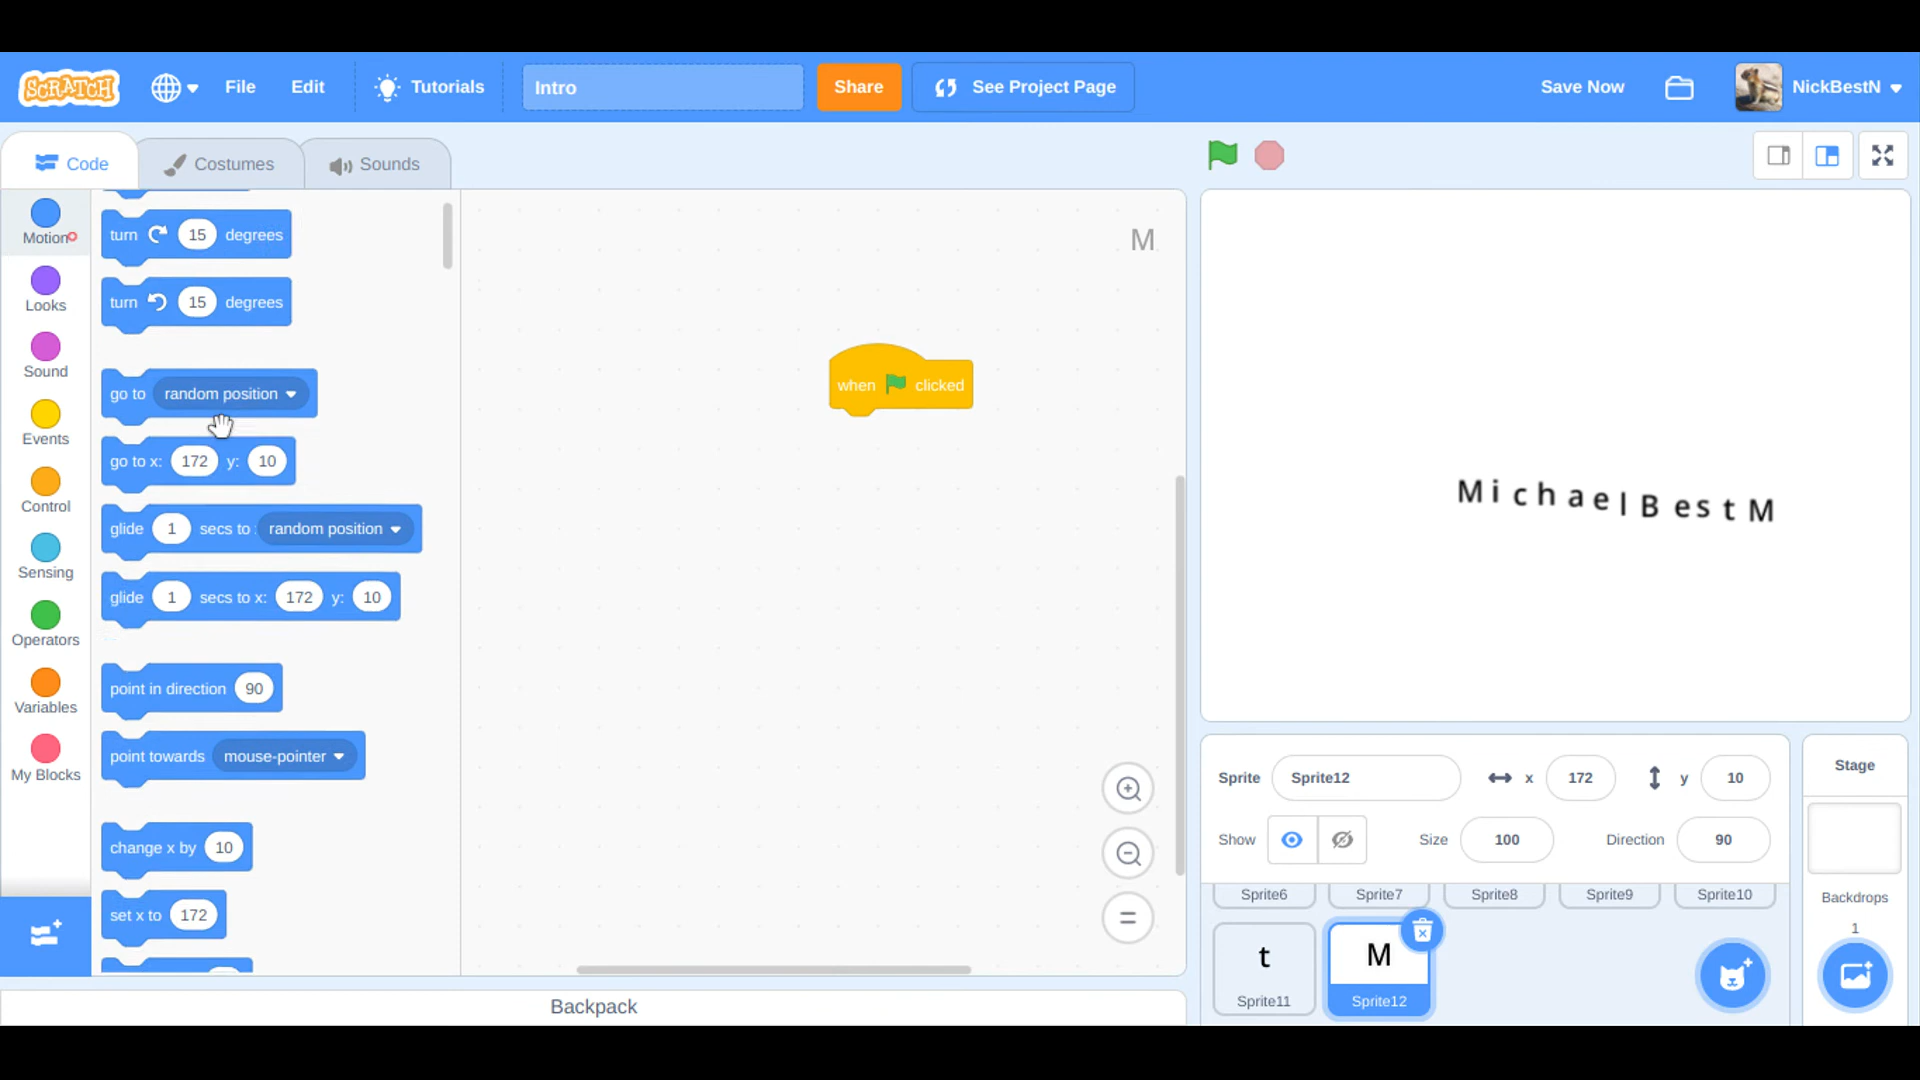 SCRATCH File Edit Tutorials Intro Share See Project Page Save Now NickBestN
Code Costumes Sounds
Motion
Looks
Sound
Events
Control
Sensing
Operators
Variables
My Blocks
turn 15 degrees
turn 15 degrees
go to random position
go to x: 172 y: 10
glide 1 secs to random position
glide 1 secs to x: 172 y: 10
point in direction 90
point towards mouse-pointer
change x by 10
set x to 172
M
when clicked
Backpack
M i c h a e l B e s t M
Sprite Sprite12 x 172 y 10
Show Size 100 Direction 90
Sprite6 Sprite7 Sprite8 Sprite9 Sprite10
t M
Sprite11 Sprite12
Stage
Backdrops
1